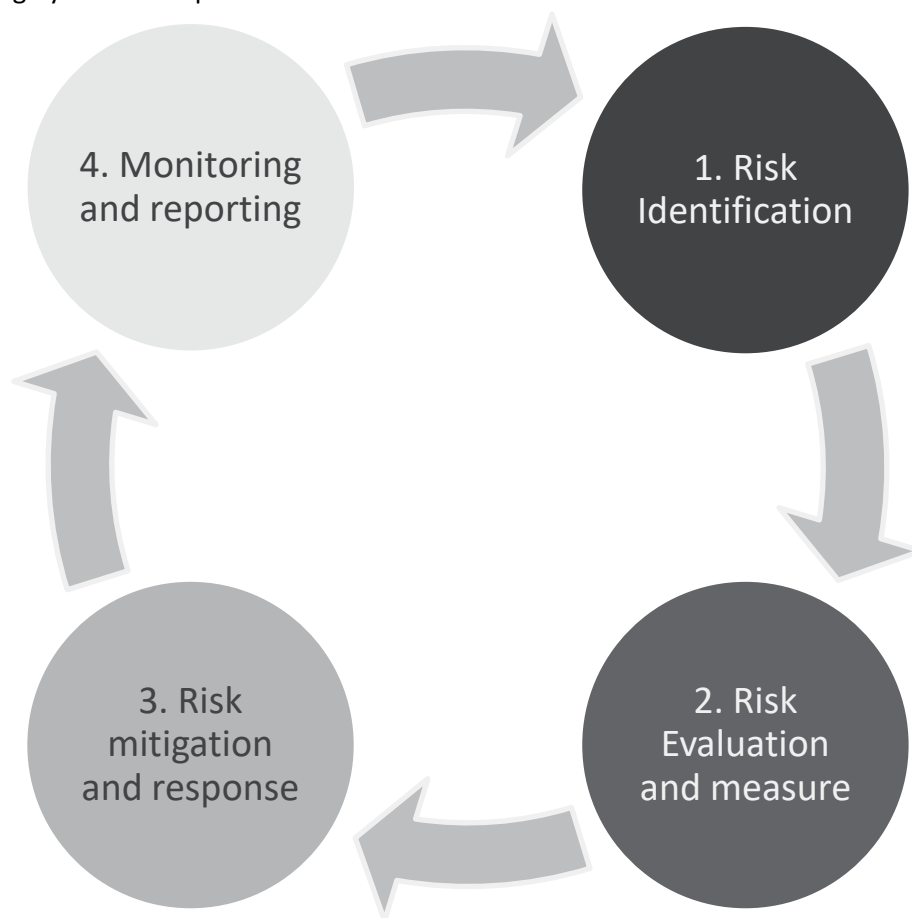 1. Risk
Identification
2. Risk
Evaluation
and measure
3. Risk
mitigation
and response
4. Monitoring
and reporting